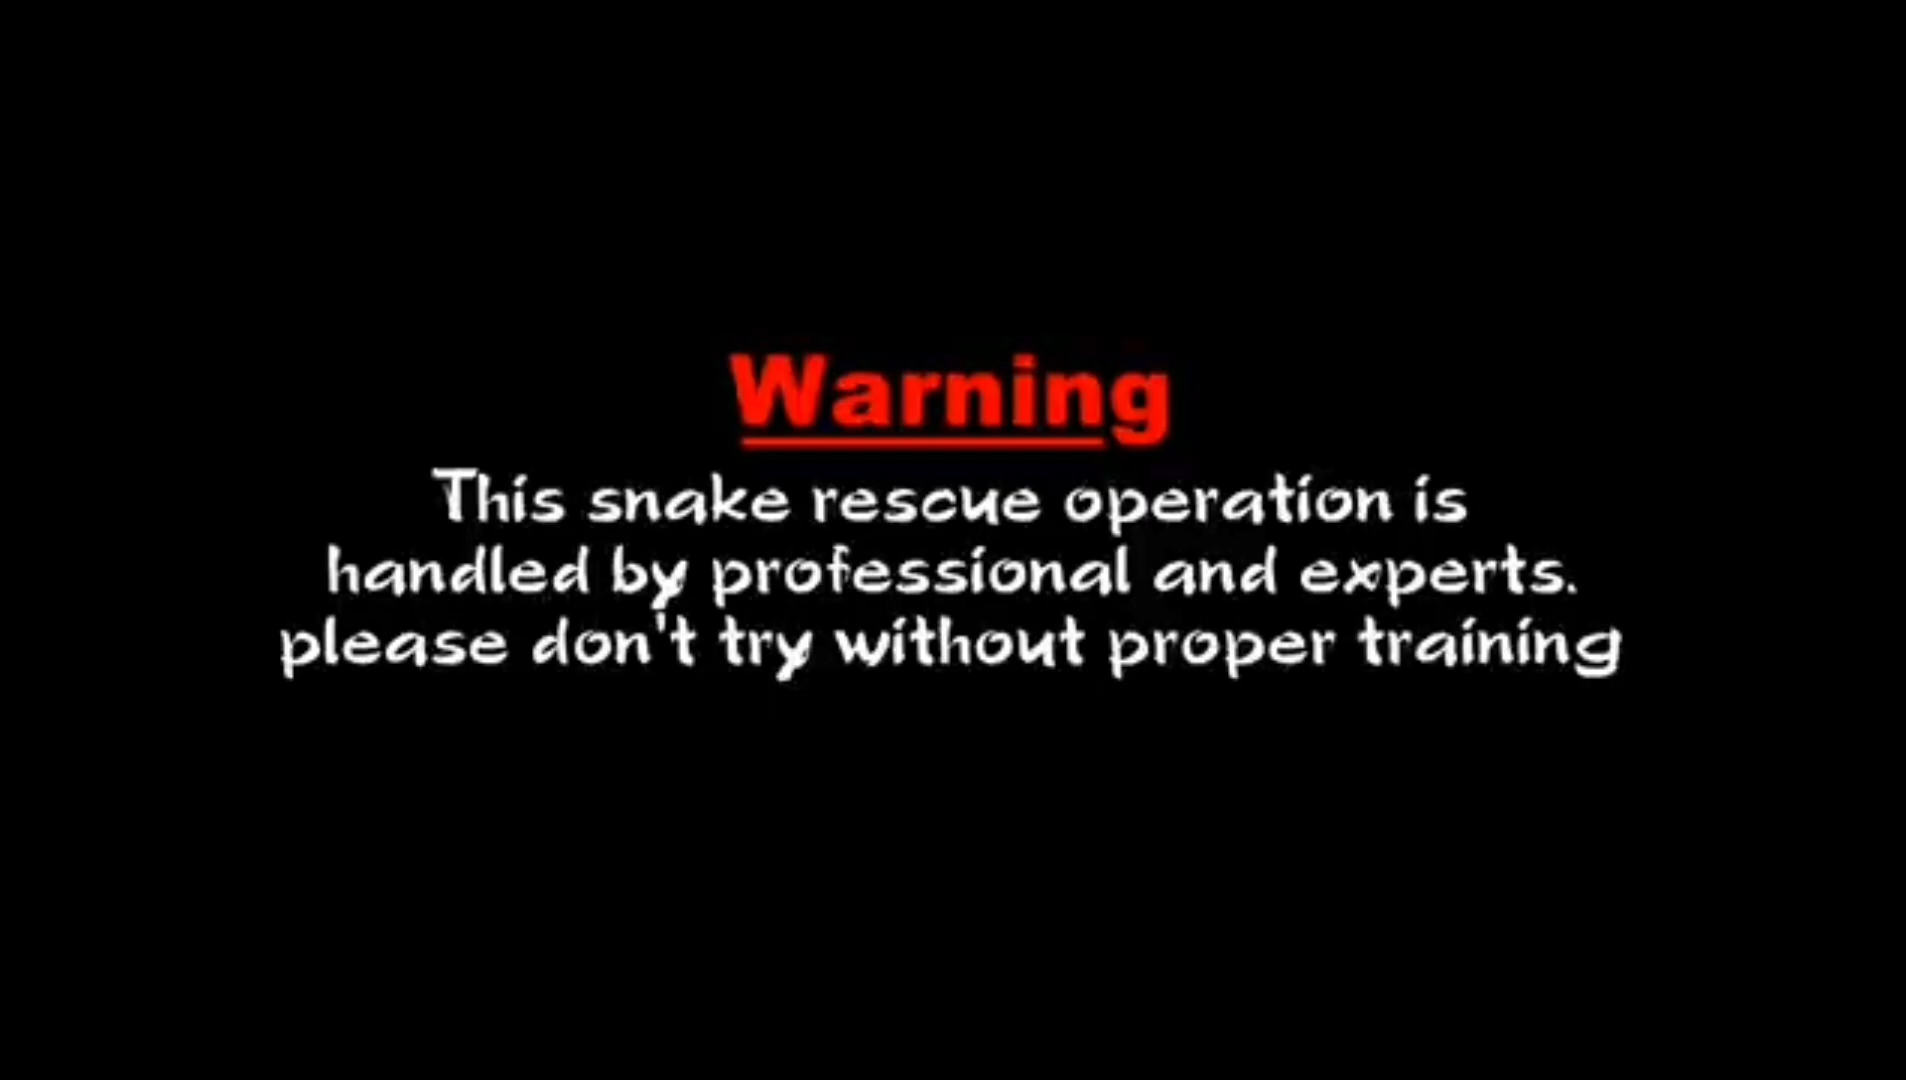 Warning
This snake rescue operation is
handled by professional and experts.
please don't try without proper training